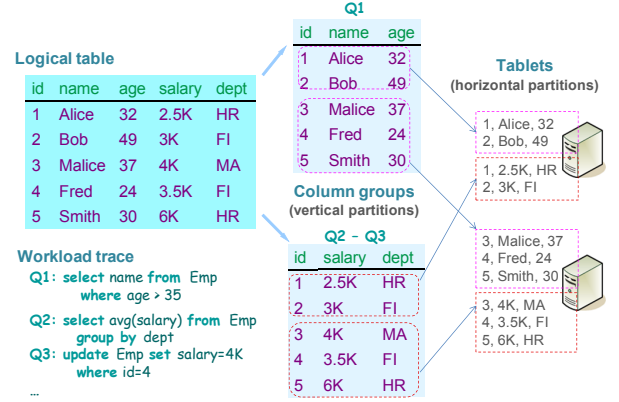 Logical table
id name age salary dept
1 Alice 32 2.5K HR
2 Bob 49 3K FI
3 Malice 37 4K MA
4 Fred 24 3.5K FI
5 Smith 30 6K HR
Workload trace
Q1: select name from Emp
where age > 35
Q2: select avg(salary) from Emp
group by dept
Q3: update Emp set salary=4K
where id=4
...
Q1
id name age
1 Alice 32
2 Bob 49
3 Malice 37
4 Fred 24
5 Smith 30
Column groups
(vertical partitions)
Q2 - Q3
id salary dept
1 2.5K HR
2 3K FI
3 4K MA
4 3.5K FI
5 6K HR
Tablets
(horizontal partitions)
1, Alice, 32
2, Bob, 49
1, 2.5K, HR
2, 3K, FI
3, Malice, 37
4, Fred, 24
5, Smith, 30
3, 4K, MA
4, 3.5K, FI
5, 6K, HR